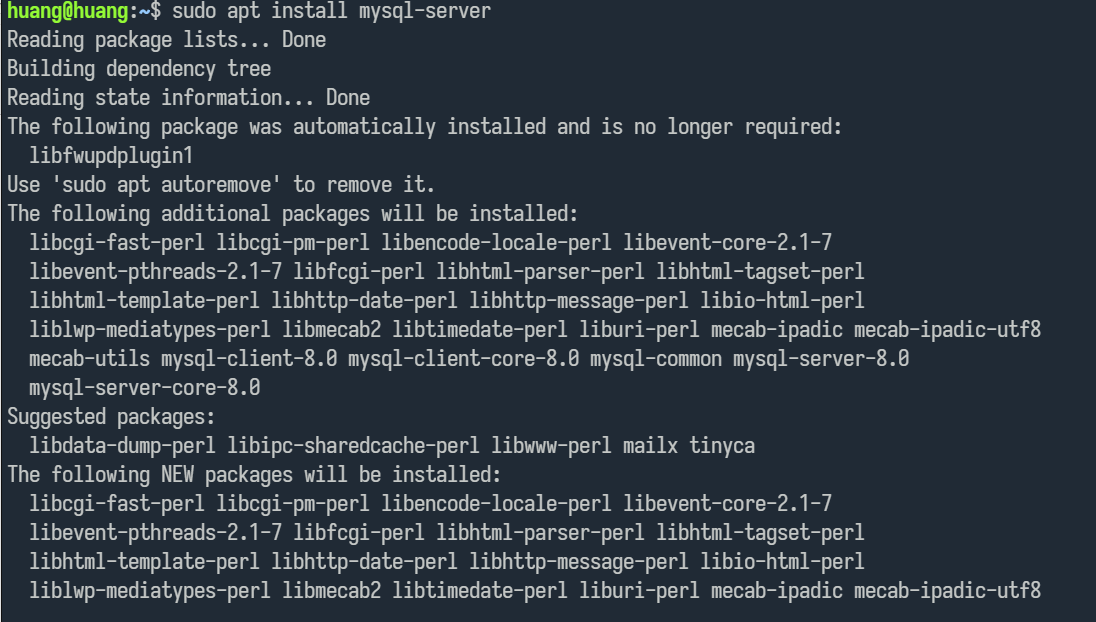 huang@huang:~$ sudo apt install mysql-server
Reading package lists... Done
Building dependency tree
Reading state information... Done
The following package was automatically installed and is no longer required:
  libfwupdplugin1
Use 'sudo apt autoremove' to remove it.
The following additional packages will be installed:
  libcgi-fast-perl libcgi-pm-perl libencode-locale-perl libevent-core-2.1-7
  libevent-pthreads-2.1-7 libfcgi-perl libhtml-parser-perl libhtml-tagset-perl
  libhtml-template-perl libhttp-date-perl libhttp-message-perl libio-html-perl
  liblwp-mediatypes-perl libmecab2 libtimedate-perl liburi-perl mecab-ipadic mecab-ipadic-utf8
  mecab-utils mysql-client-8.0 mysql-client-core-8.0 mysql-common mysql-server-8.0
  mysql-server-core-8.0
Suggested packages:
  libdata-dump-perl libipc-sharedcache-perl libwww-perl mailx tinyca
The following NEW packages will be installed:
  libcgi-fast-perl libcgi-pm-perl libencode-locale-perl libevent-core-2.1-7
  libevent-pthreads-2.1-7 libfcgi-perl libhtml-parser-perl libhtml-tagset-perl
  libhtml-template-perl libhttp-date-perl libhttp-message-perl libio-html-perl
  liblwp-mediatypes-perl libmecab2 libtimedate-perl liburi-perl mecab-ipadic mecab-ipadic-utf8